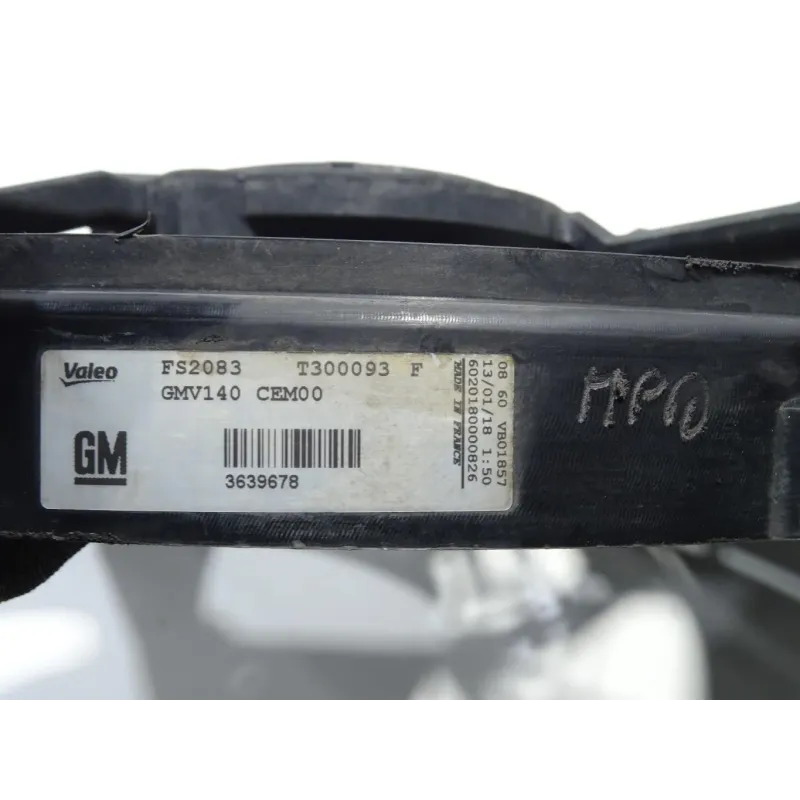 Valeo
FS2083 T300093 F
GMV140 CEM00
GM
3639678
08 60 VB01857
13/01/18 1:50
6020180000826
MADE IN FRANCE